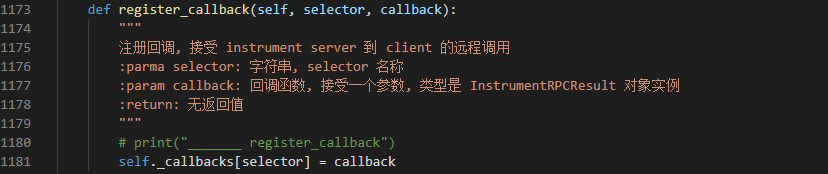 1173 def register_callback(self, selector, callback):
1174 """
1175 注册回调, 接受 instrument server 到 client 的远程调用
1176 :parma selector: 字符串, selector 名称
1177 :param callback: 回调函数, 接受一个参数, 类型是 InstrumentRPCResult 对象实例
1178 :return: 无返回值
1179 """
1180 # print("_______ register_callback")
1181 self._callbacks[selector] = callback